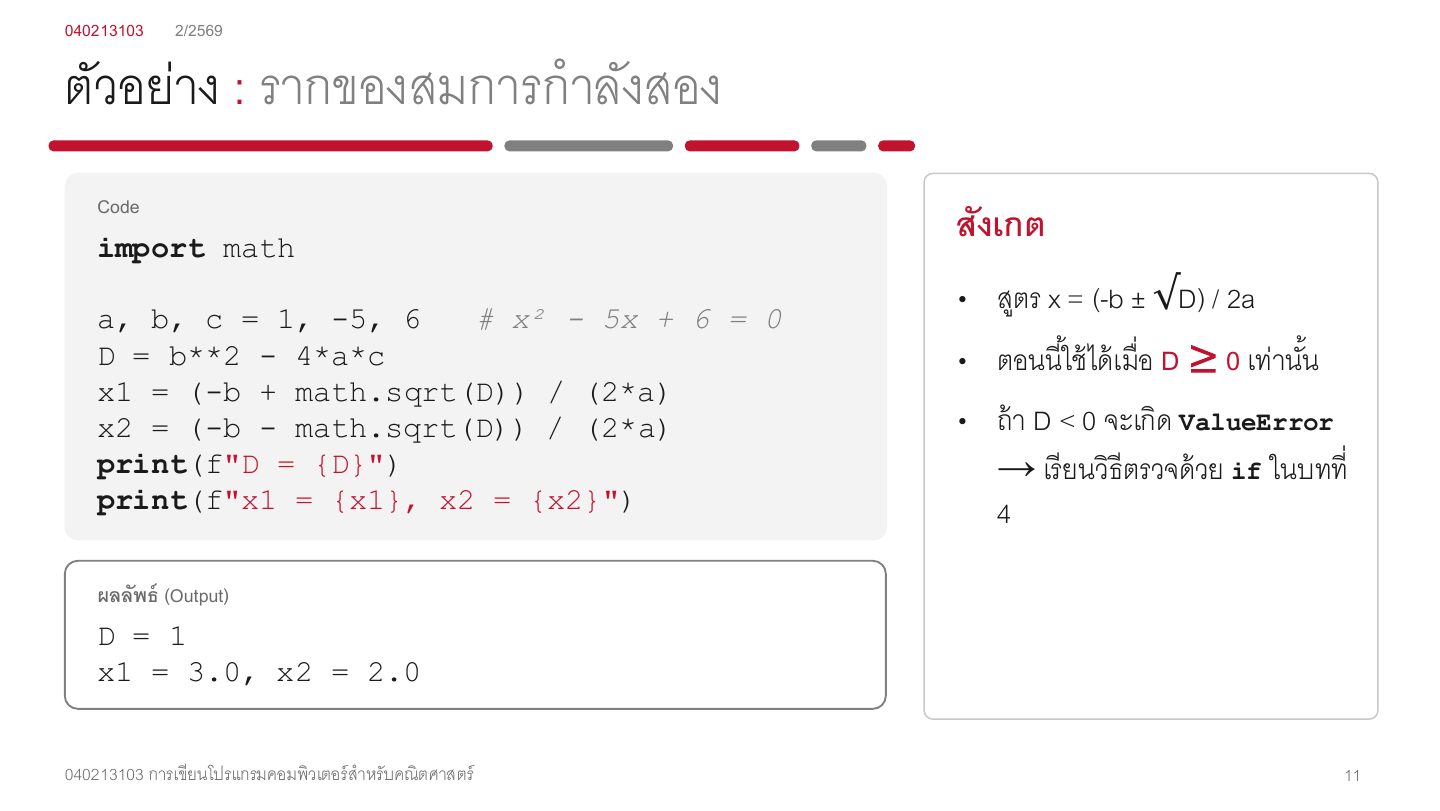 040213103 2/2569
ตัวอย่าง : รากของสมการกำลังสอง
Code
import math
a, b, c = 1, -5, 6 # x² - 5x + 6 = 0
D = b**2 - 4*a*c
x1 = (-b + math.sqrt(D)) / (2*a)
x2 = (-b - math.sqrt(D)) / (2*a)
print(f"D = {D}")
print(f"x1 = {x1}, x2 = {x2}")
ผลลัพธ์ (Output)
D = 1
x1 = 3.0, x2 = 2.0
สังเกต
• สูตร x = (-b ± √D) / 2a
• ตอนนี้ใช้ได้เมื่อ D ≥ 0 เท่านั้น
• ถ้า D < 0 จะเกิด ValueError
→ เรียนวิธีตรวจด้วย if ในบทที่
4
040213103 การเขียนโปรแกรมคอมพิวเตอร์สำหรับคณิตศาสตร์
11